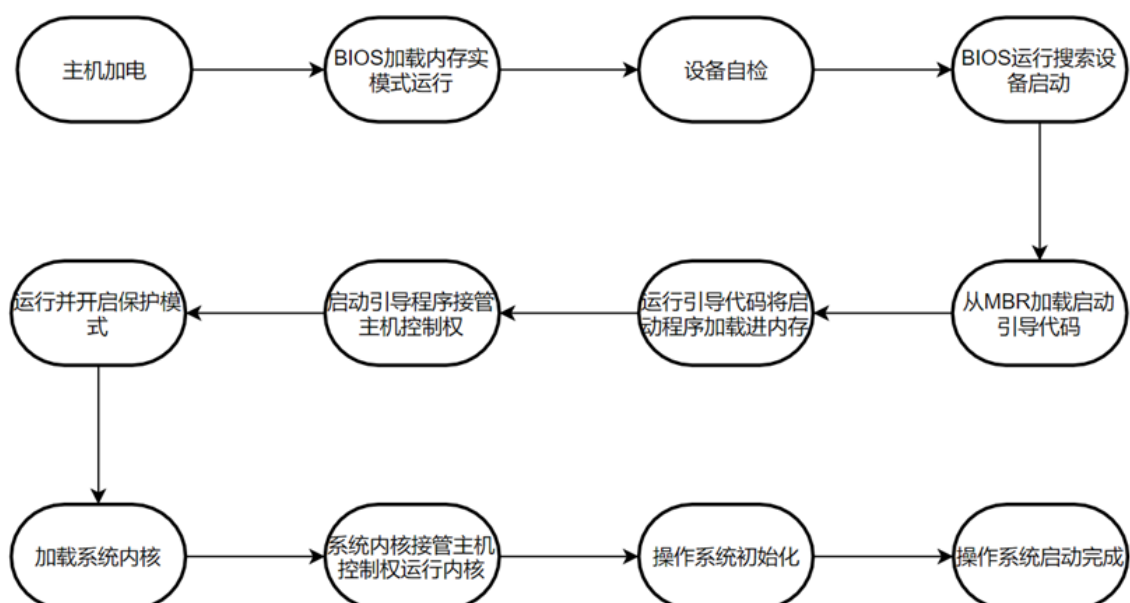 主机加电
BIOS加载内存实
模式运行
设备自检
BIOS运行搜索设
备启动
从MBR加载启动
引导代码
运行引导代码将启
动程序加载进内存
启动引导程序接管
主机控制权
运行并开启保护模
式
加载系统内核
系统内核接管主机
控制权运行内核
操作系统初始化
操作系统启动完成